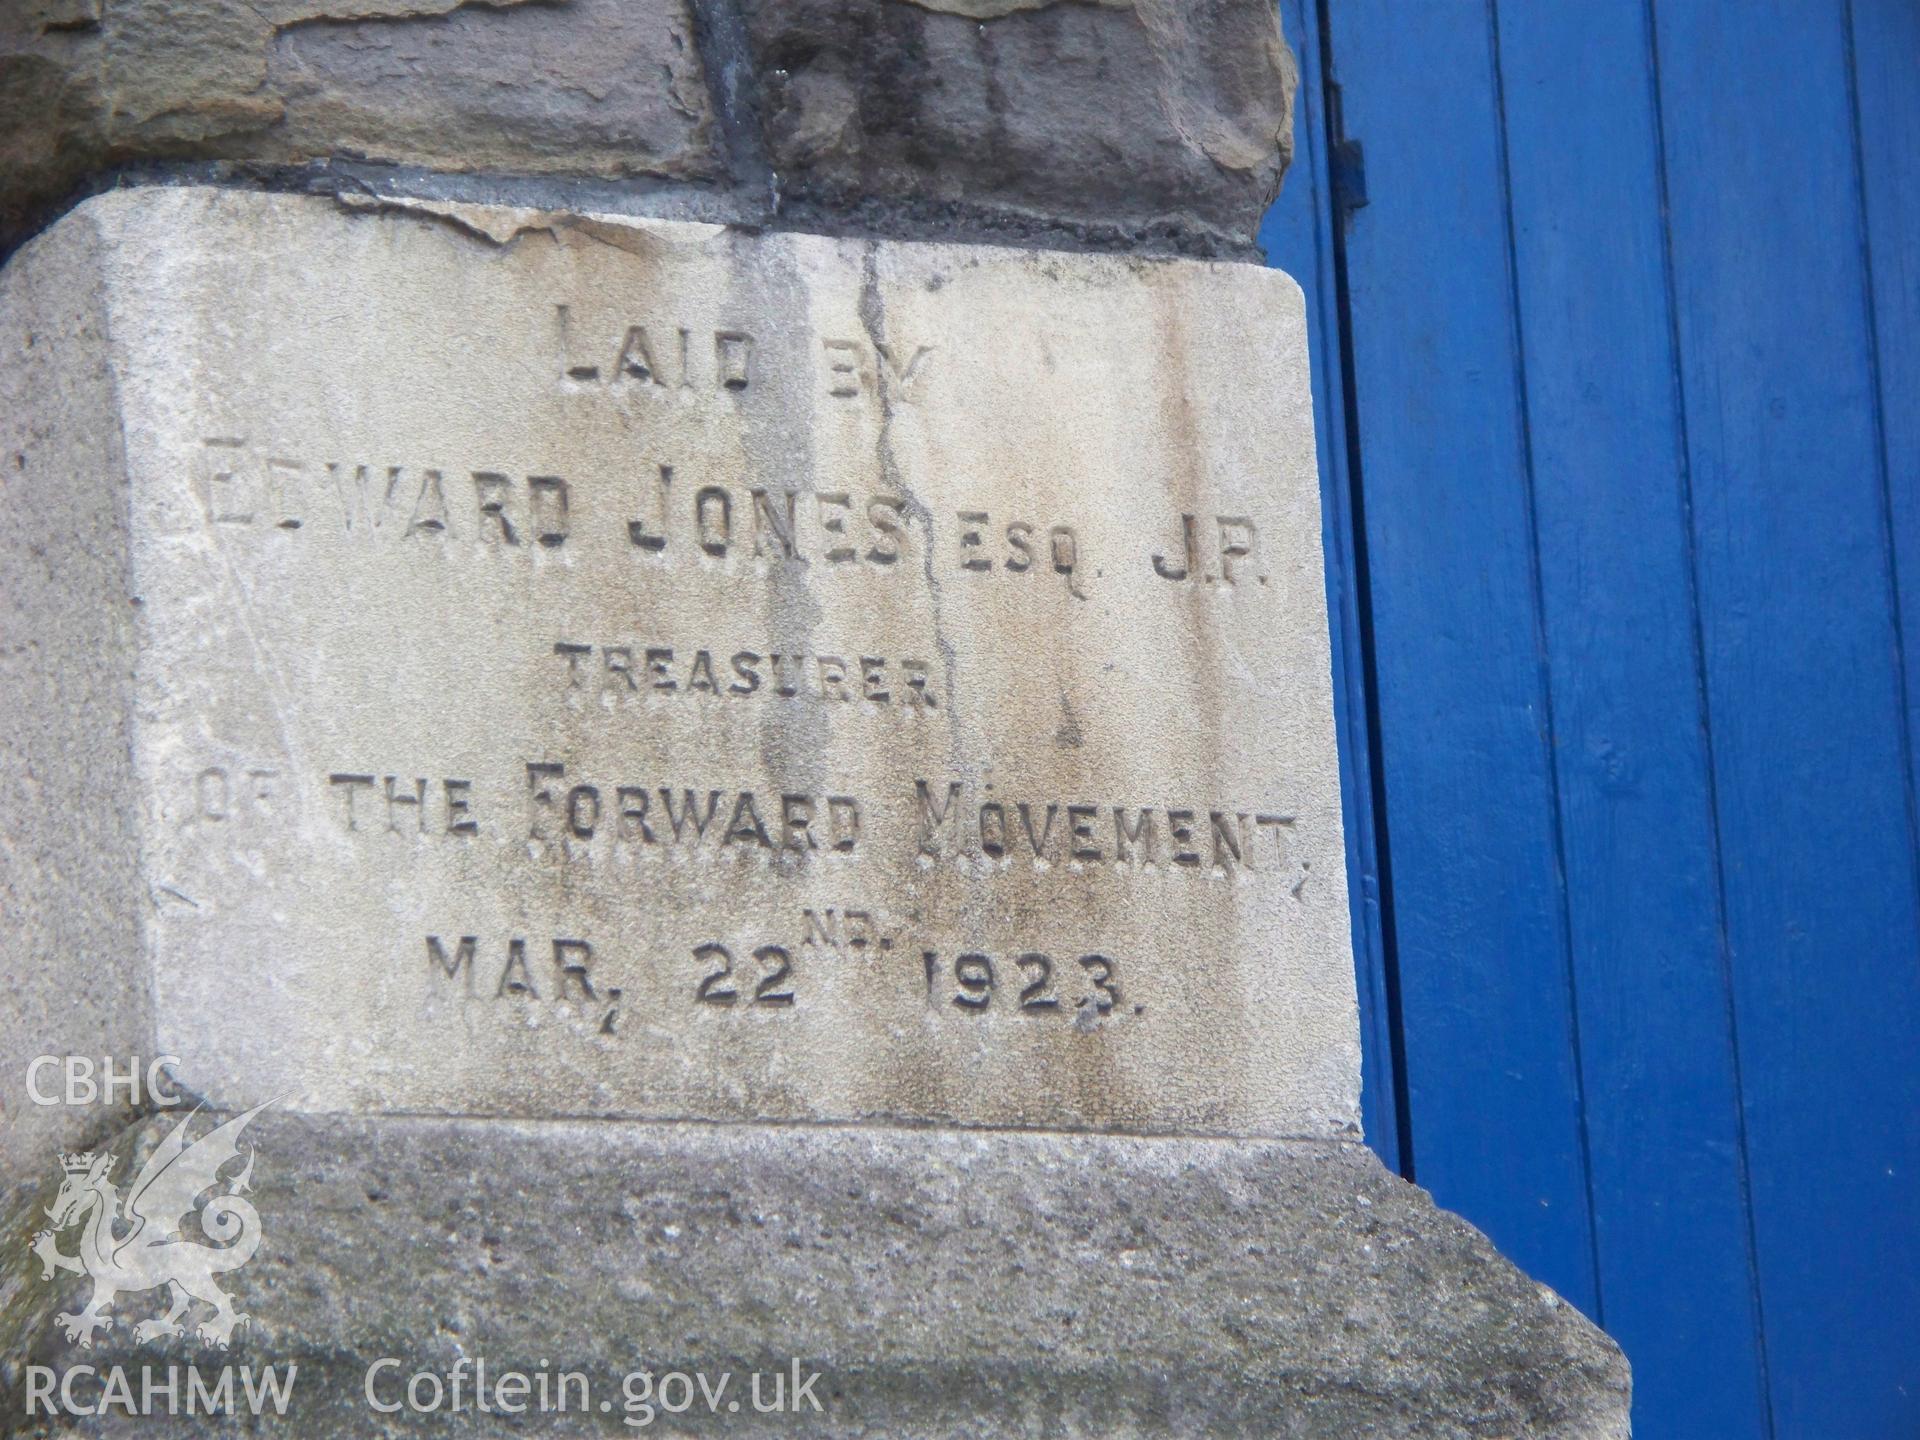 LAID BY
EDWARD JONES ESQ. J.P.
TREASURER
OF THE FORWARD MOVEMENT,
MAR, 22ND. 1923.
CBHC
RCAHMW Coflein.gov.uk